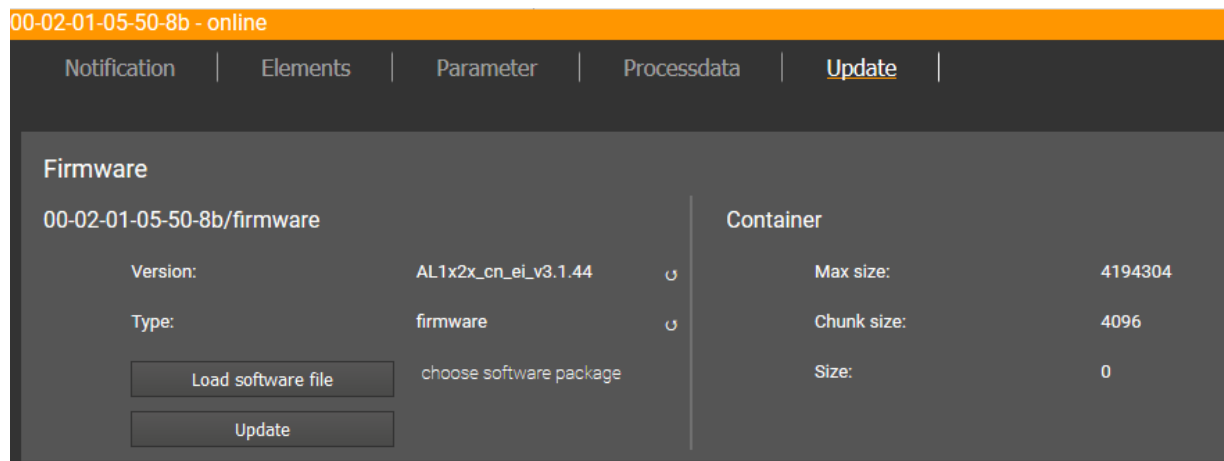 00-02-01-05-50-8b - online
Notification | Elements | Parameter | Processdata | Update |
Firmware
00-02-01-05-50-8b/firmware
Version: AL1x2x_cn_ei_v3.1.44 ↺
Type: firmware ↺
Load software file choose software package
Update
Container
Max size: 4194304
Chunk size: 4096
Size: 0